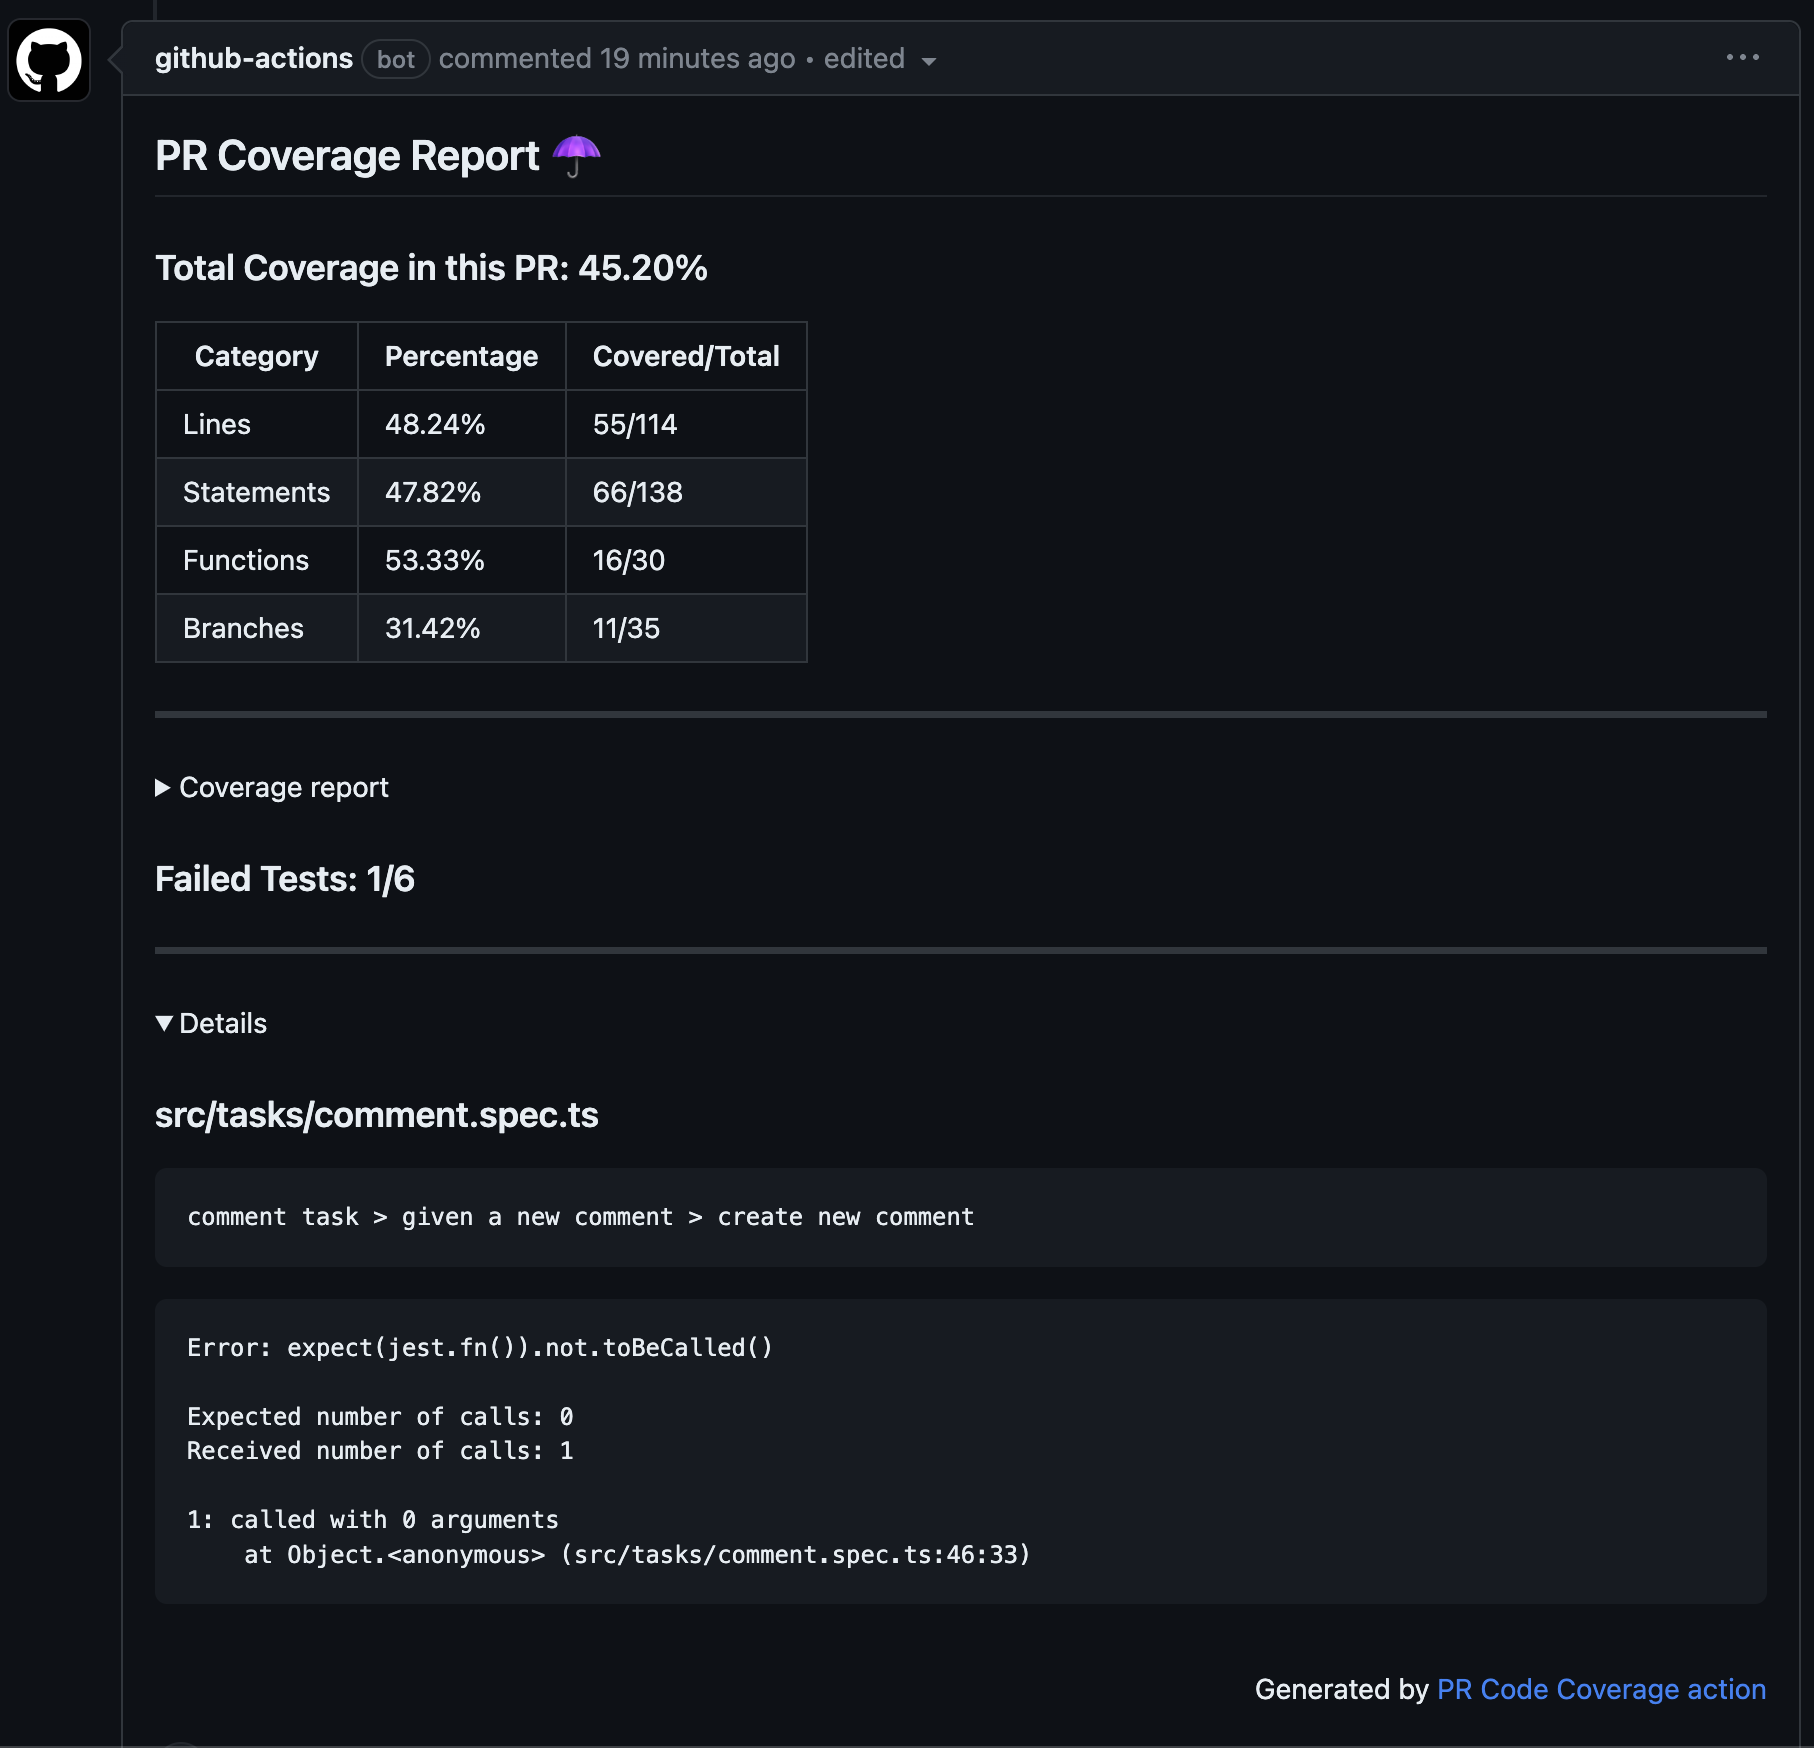 github-actions bot commented 19 minutes ago • edited
PR Coverage Report
Total Coverage in this PR: 45.20%
Category Percentage Covered/Total
Lines 48.24% 55/114
Statements 47.82% 66/138
Functions 53.33% 16/30
Branches 31.42% 11/35
Coverage report
Failed Tests: 1/6
Details
src/tasks/comment.spec.ts
comment task > given a new comment > create new comment
Error: expect(jest.fn()).not.toBeCalled()
Expected number of calls: 0
Received number of calls: 1
1: called with 0 arguments
at Object.<anonymous> (src/tasks/comment.spec.ts:46:33)
Generated by PR Code Coverage action